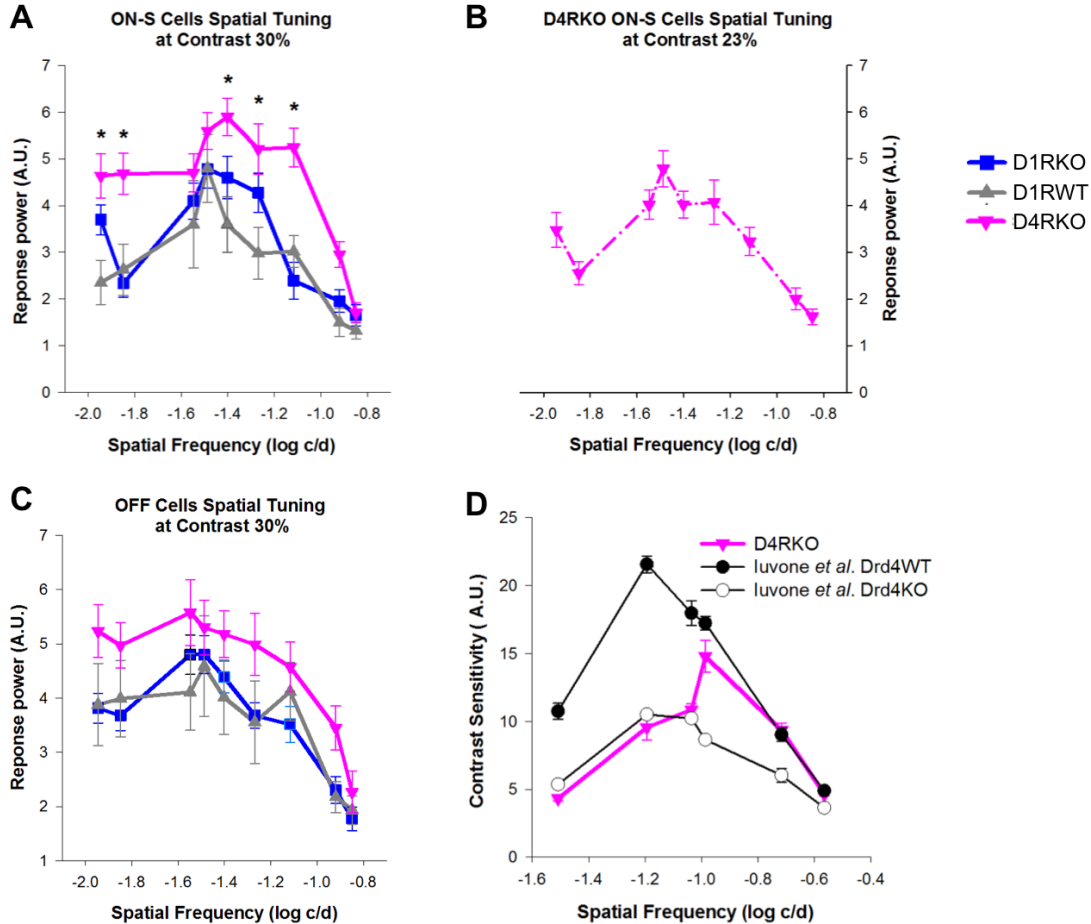 A
ON-S Cells Spatial Tuning
at Contrast 30%
Reponse power (A.U.)
7
6
5
4
3
2
1
0
* * * * *
-2.0 -1.8 -1.6 -1.4 -1.2 -1.0 -0.8
Spatial Frequency (log c/d)
B
D4RKO ON-S Cells Spatial Tuning
at Contrast 23%
7
6
5
4
3
2
1
0
Reponse power (A.U.)
-2.0 -1.8 -1.6 -1.4 -1.2 -1.0 -0.8
Spatial Frequency (log c/d)
D1RKO
D1RWT
D4RKO
C
OFF Cells Spatial Tuning
at Contrast 30%
Reponse power (A.U.)
7
6
5
4
3
2
1
-2.0 -1.8 -1.6 -1.4 -1.2 -1.0 -0.8
Spatial Frequency (log c/d)
D
Contrast Sensitivity ( A.U.)
25
20
15
10
5
0
D4RKO
Iuvone et al. Drd4WT
Iuvone et al. Drd4KO
-1.6 -1.4 -1.2 -1.0 -0.8 -0.6 -0.4
Spatial Frequency (log c/d)